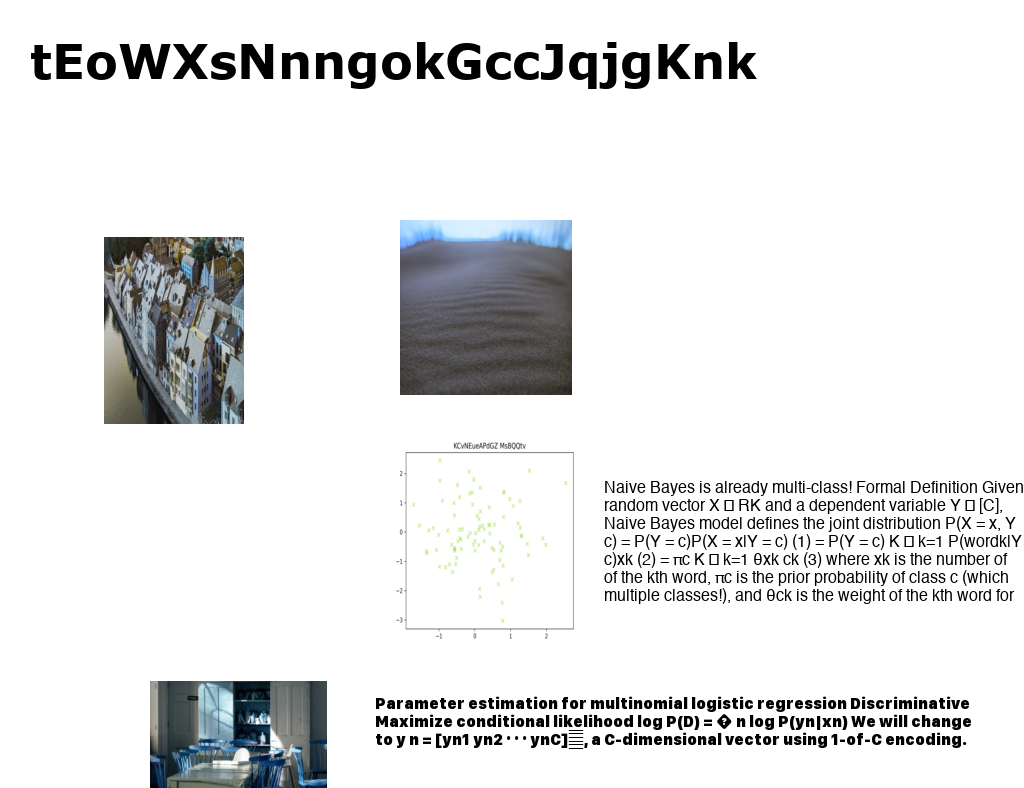 tEoWXsNnngokGccJqjgKnk
KCvNEueAPdGZ MsBQQtv
2
1
0
−1
−2
−3
−1 0 1 2
Naive Bayes is already multi-class! Formal Definition Given
random vector X □ RK and a dependent variable Y □ [C],
Naive Bayes model defines the joint distribution P(X = x, Y
c) = P(Y = c)P(X = x|Y = c) (1) = P(Y = c) K □ k=1 P(wordk|Y
c)xk (2) = πc K □ k=1 θxk ck (3) where xk is the number of
of the kth word, πc is the prior probability of class c (which
multiple classes!), and θck is the weight of the kth word for
Parameter estimation for multinomial logistic regression Discriminative
Maximize conditional likelihood log P(D) = � n log P(yn|xn) We will change
to y n = [yn1 yn2 · · · ynC]▤, a C-dimensional vector using 1-of-C encoding.